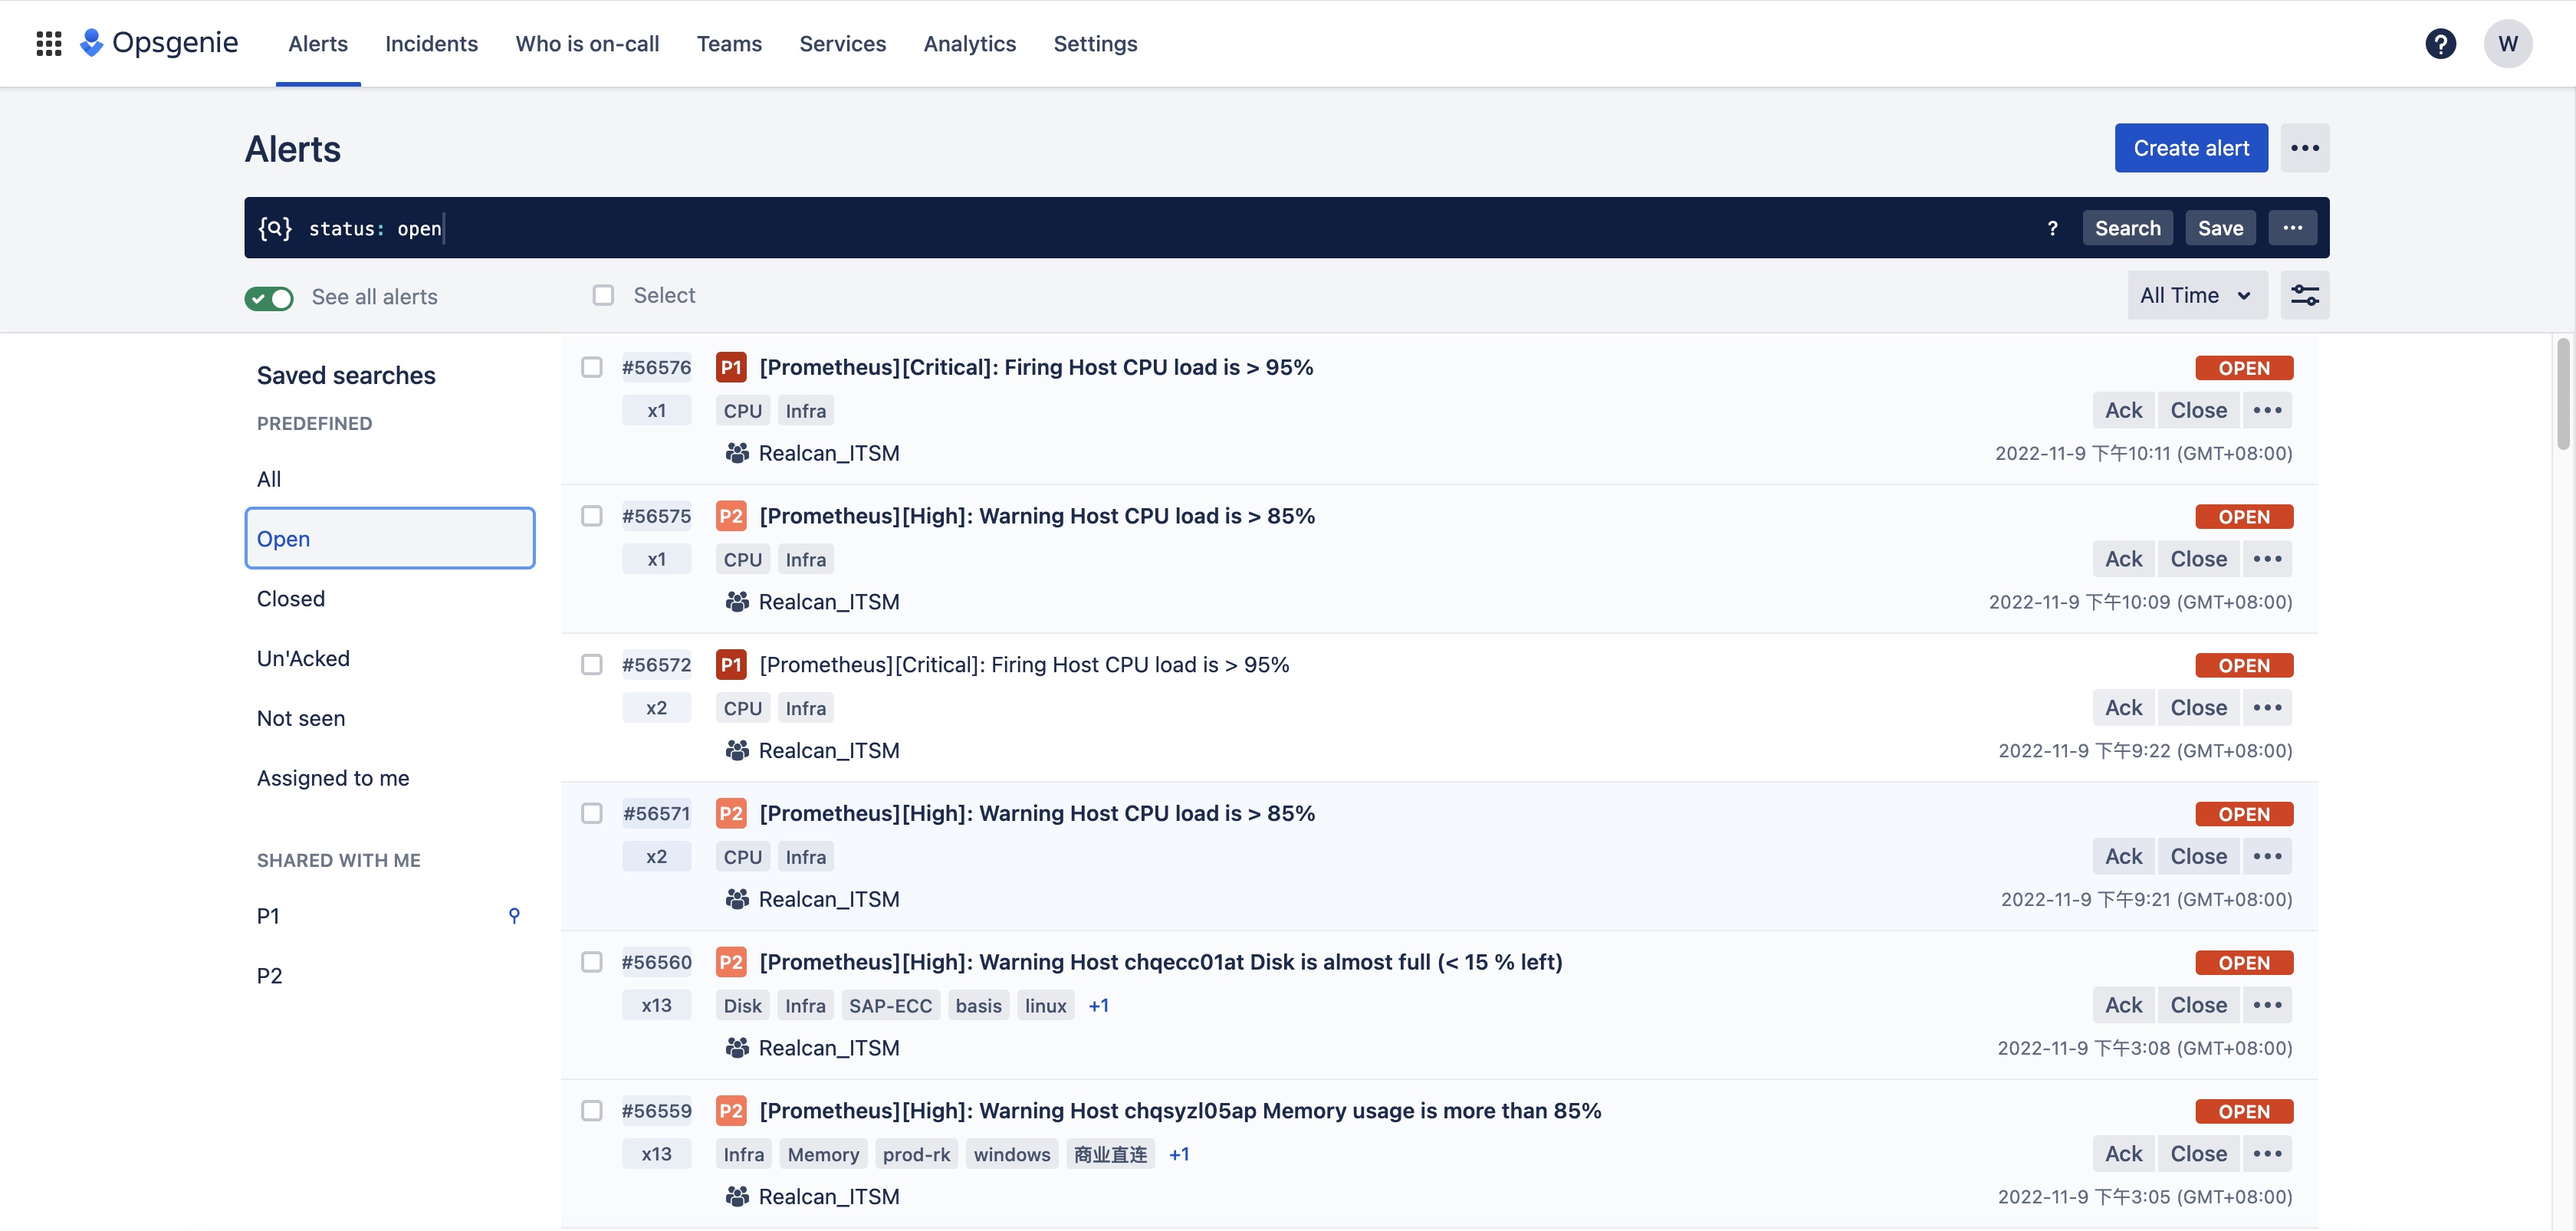 Opsgenie Alerts Incidents Who is on-call Teams Services Analytics Settings ? W
Alerts Create alert
status: open ? Search Save
See all alerts Select All Time
Saved searches
PREDEFINED
All
Open
Closed
Un'Acked
Not seen
Assigned to me
SHARED WITH ME
P1
P2
#56576 P1 [Prometheus][Critical]: Firing Host CPU load is > 95% OPEN
x1 CPU Infra Ack Close
Realcan_ITSM 2022-11-9 下午10:11 (GMT+08:00)
#56575 P2 [Prometheus][High]: Warning Host CPU load is > 85% OPEN
x1 CPU Infra Ack Close
Realcan_ITSM 2022-11-9 下午10:09 (GMT+08:00)
#56572 P1 [Prometheus][Critical]: Firing Host CPU load is > 95% OPEN
x2 CPU Infra Ack Close
Realcan_ITSM 2022-11-9 下午9:22 (GMT+08:00)
#56571 P2 [Prometheus][High]: Warning Host CPU load is > 85% OPEN
x2 CPU Infra Ack Close
Realcan_ITSM 2022-11-9 下午9:21 (GMT+08:00)
#56560 P2 [Prometheus][High]: Warning Host chqecc01at Disk is almost full (< 15 % left) OPEN
x13 Disk Infra SAP-ECC basis linux +1 Ack Close
Realcan_ITSM 2022-11-9 下午3:08 (GMT+08:00)
#56559 P2 [Prometheus][High]: Warning Host chqsyzl05ap Memory usage is more than 85% OPEN
x13 Infra Memory prod-rk windows 商业直连 +1 Ack Close
Realcan_ITSM 2022-11-9 下午3:05 (GMT+08:00)